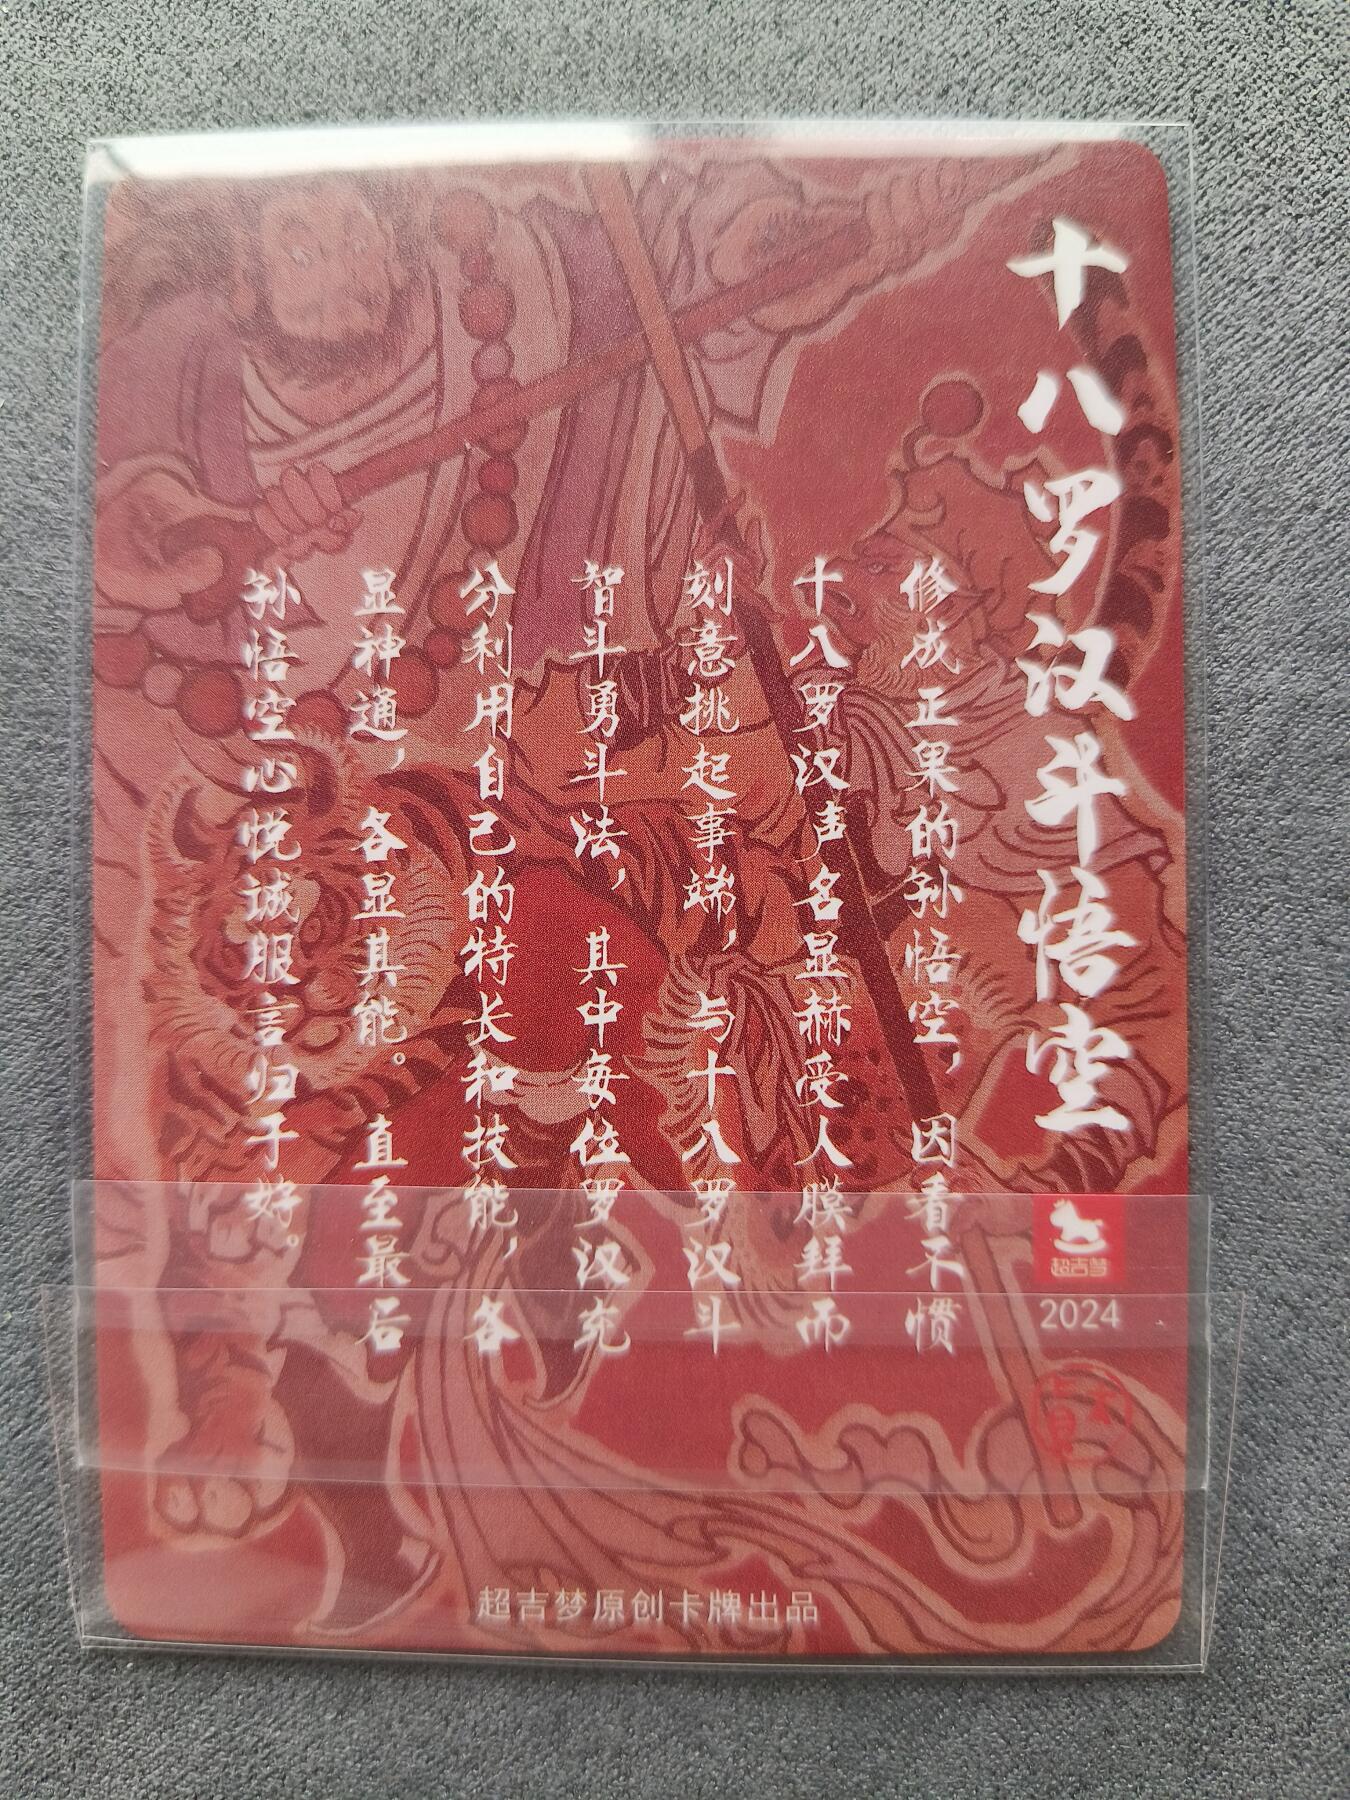 十八罗汉斗悟空
修成正果的孙悟空，因看不惯
十八罗汉声名显赫受人膜拜而
刻意挑起事端，与十八罗汉斗
智斗勇斗法，其中每位罗汉充
分利用自己的特长和技能，各
显神通，各显其能。直至最后
孙悟空心悦诚服言归于好。
超吉梦
2024
超吉梦原创卡牌出品